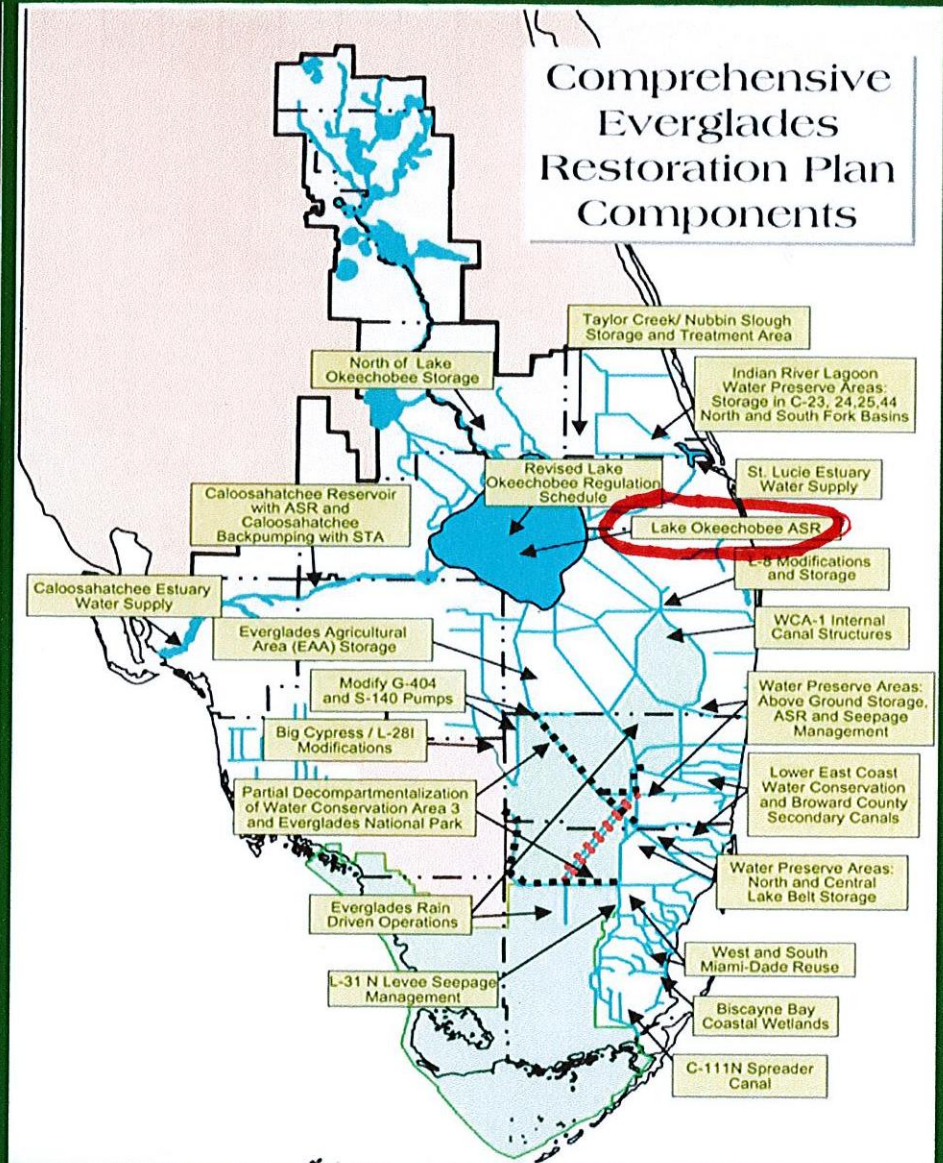 Comprehensive
Everglades
Restoration Plan
Components
Taylor Creek/ Nubbin Slough
Storage and Treatment Area
North of Lake
Okeechobee Storage
Indian River Lagoon
Water Preserve Areas:
Storage in C-23, 24,25,44
North and South Fork Basins
Revised Lake
Okeechobee Regulation
Schedule
St. Lucie Estuary
Water Supply
Caloosahatchee Reservoir
with ASR and
Caloosahatchee
Backpumping with STA
Lake Okeechobee ASR
L-8 Modifications
and Storage
Caloosahatchee Estuary
Water Supply
WCA-1 Internal
Canal Structures
Everglades Agricultural
Area (EAA) Storage
Modify G-404
and S-140 Pumps
Water Preserve Areas:
Above Ground Storage,
ASR and Seepage
Management
Big Cypress / L-28I
Modifications
Lower East Coast
Water Conservation
and Broward County
Secondary Canals
Partial Decompartmentalization
of Water Conservation Area 3
and Everglades National Park
Water Preserve Areas:
North and Central
Lake Belt Storage
Everglades Rain
Driven Operations
West and South
Miami-Dade Reuse
L-31 N Levee Seepage
Management
Biscayne Bay
Coastal Wetlands
C-111N Spreader
Canal